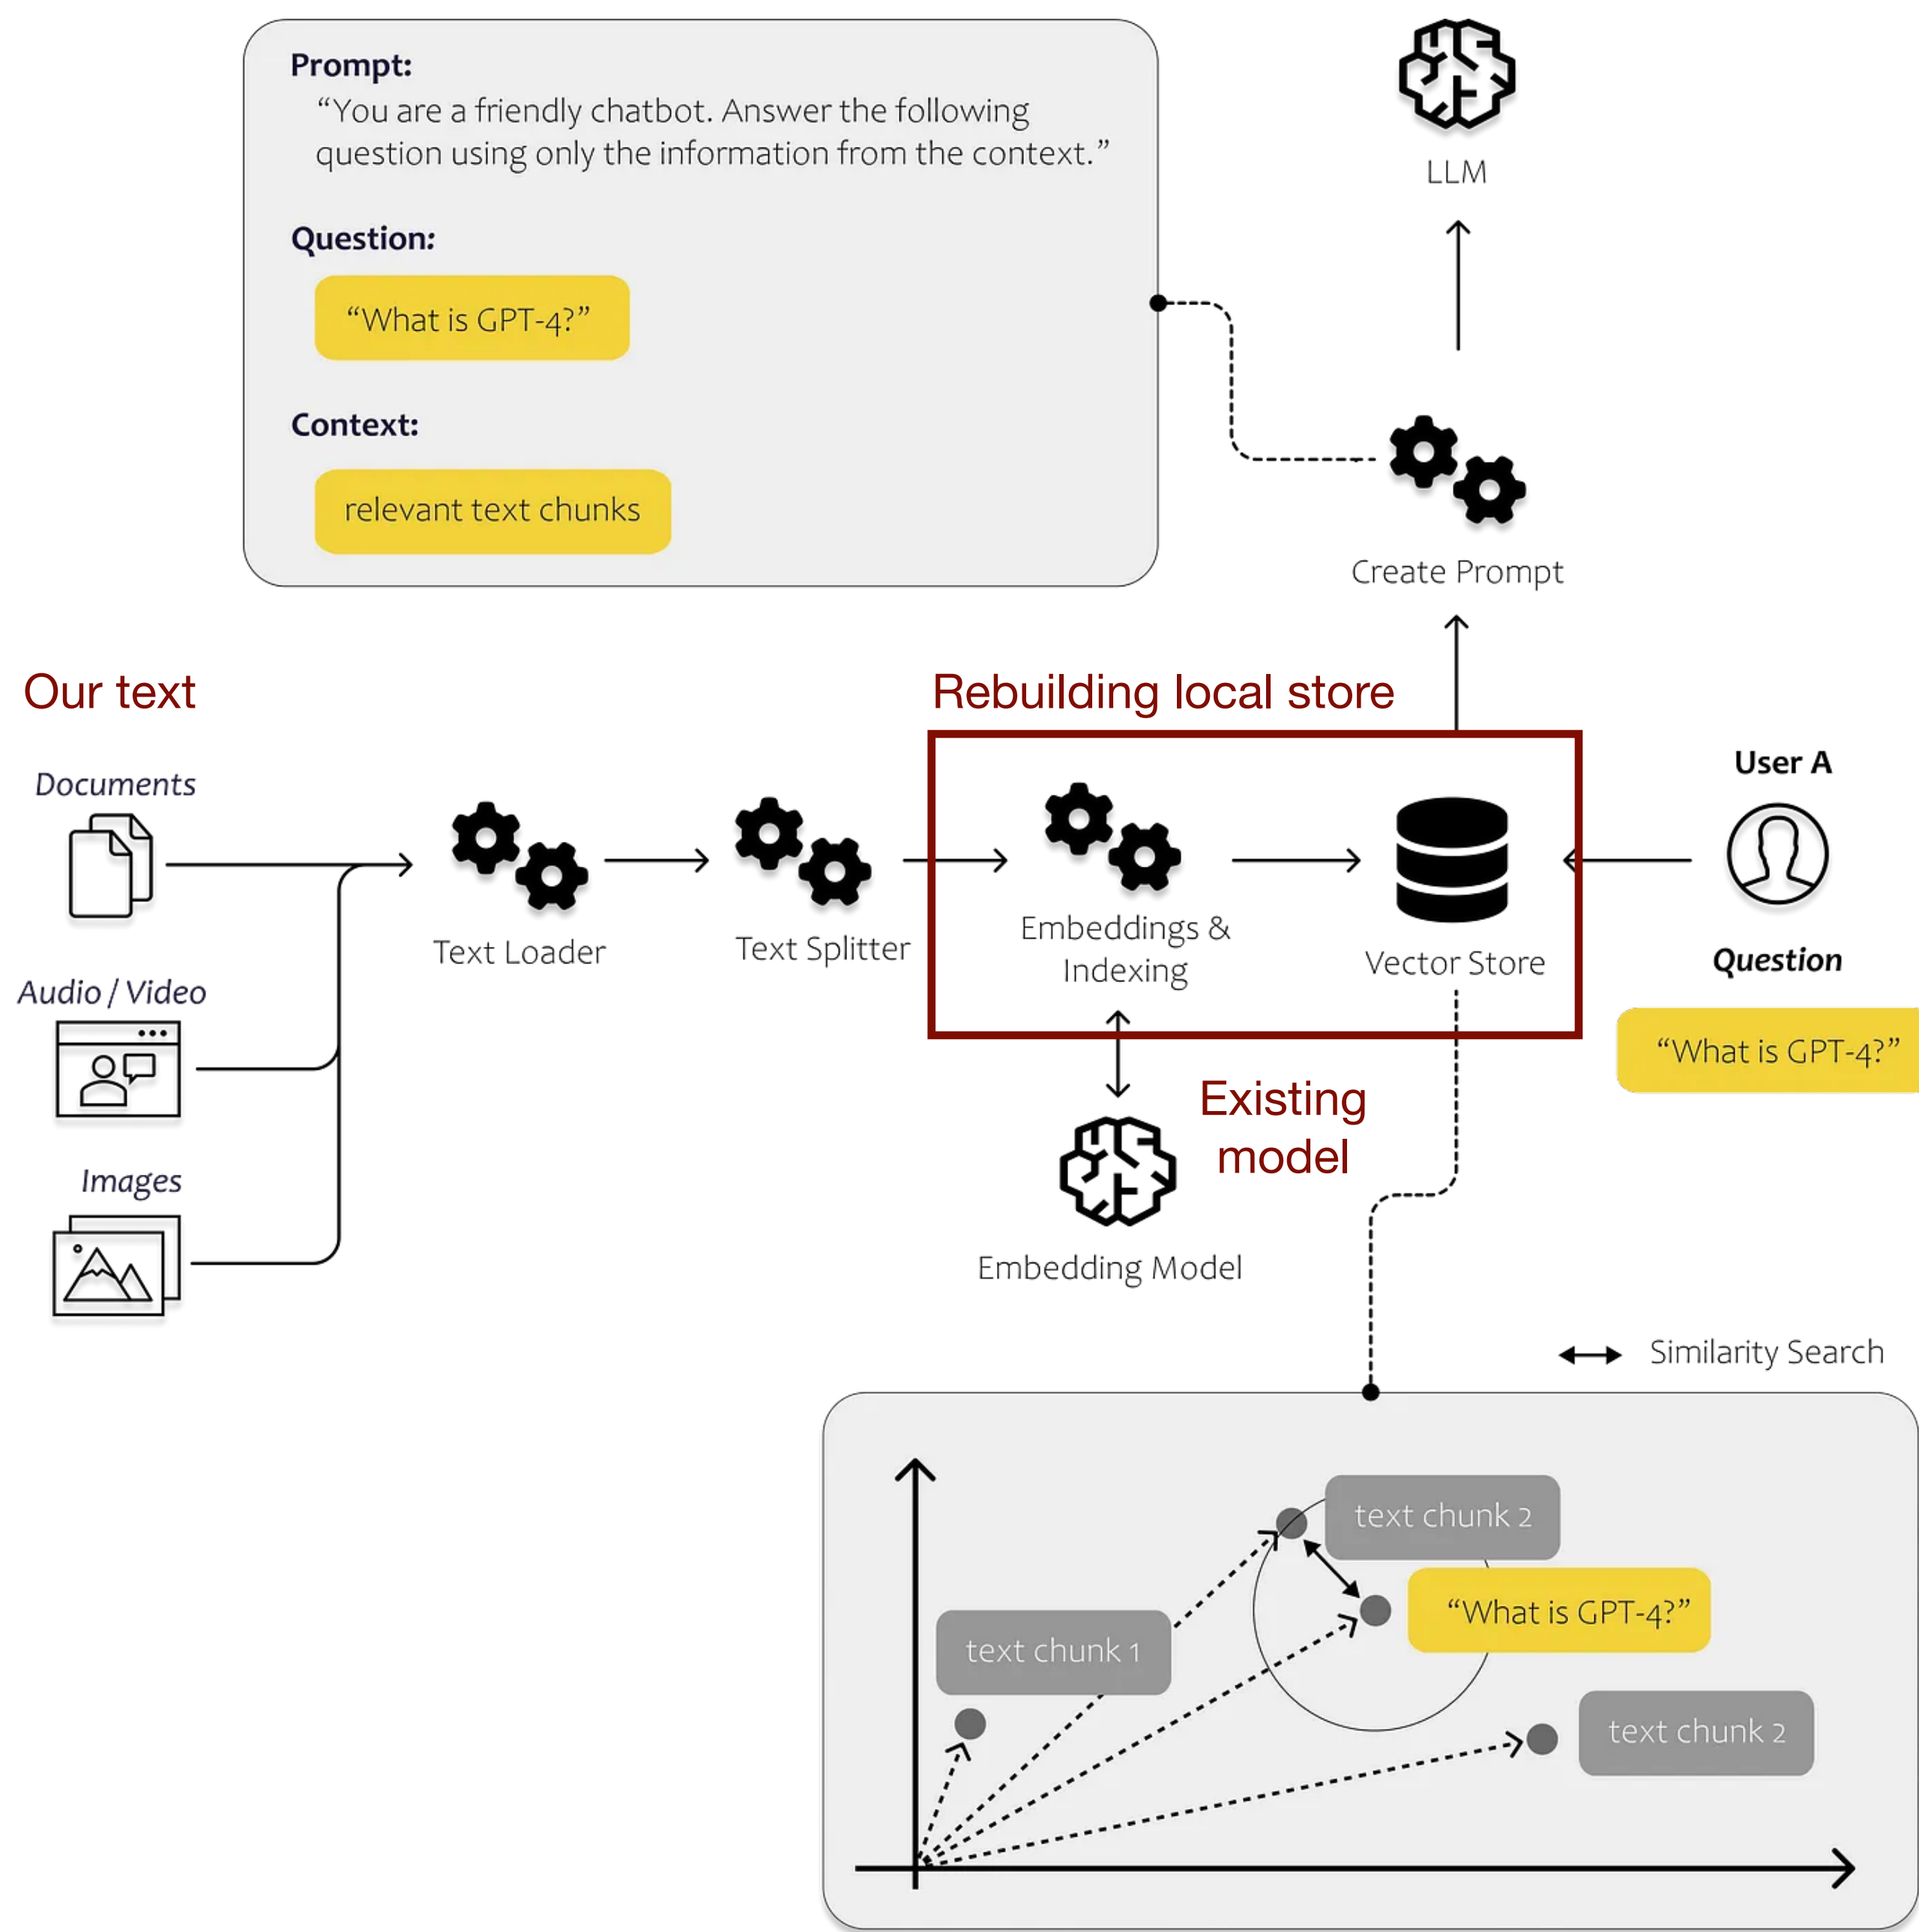 Prompt:
“You are a friendly chatbot. Answer the following
question using only the information from the context.”
Question:
“What is GPT-4?”
Context:
relevant text chunks
LLM
Create Prompt
Our text
Rebuilding local store
Documents
Audio / Video
Images
Text Loader
Text Splitter
Embeddings &
Indexing
Vector Store
User A
Question
“What is GPT-4?”
Existing
model
Embedding Model
Similarity Search
text chunk 2
“What is GPT-4?”
text chunk 1
text chunk 2